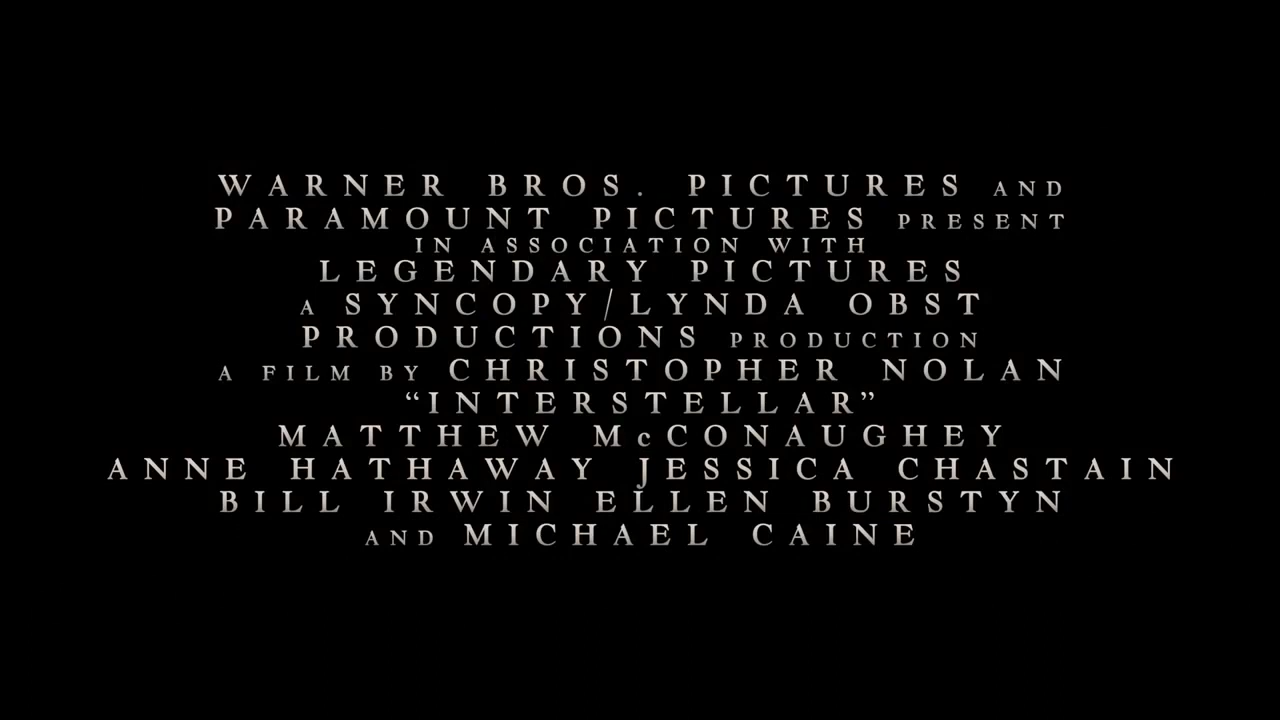 WARNER BROS. PICTURES AND
PARAMOUNT PICTURES PRESENT
IN ASSOCIATION WITH
LEGENDARY PICTURES
A SYNCOPY/LYNDA OBST
PRODUCTIONS PRODUCTION
A FILM BY CHRISTOPHER NOLAN
“INTERSTELLAR”
MATTHEW McCONAUGHEY
ANNE HATHAWAY JESSICA CHASTAIN
BILL IRWIN ELLEN BURSTYN
AND MICHAEL CAINE